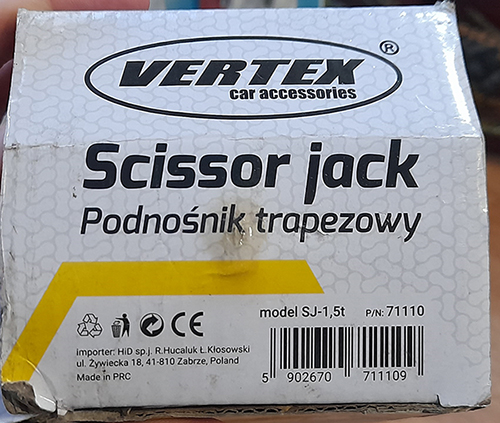 VERTEX®
car accessories
Scissor jack
Podnośnik trapezowy
model SJ-1,5t P/N: 71110
importer: HiD sp.j. R.Hucaluk Ł.Kłosowski
ul. Żywiecka 18, 41-810 Zabrze, Poland
Made in PRC
CE
5 902670 711109